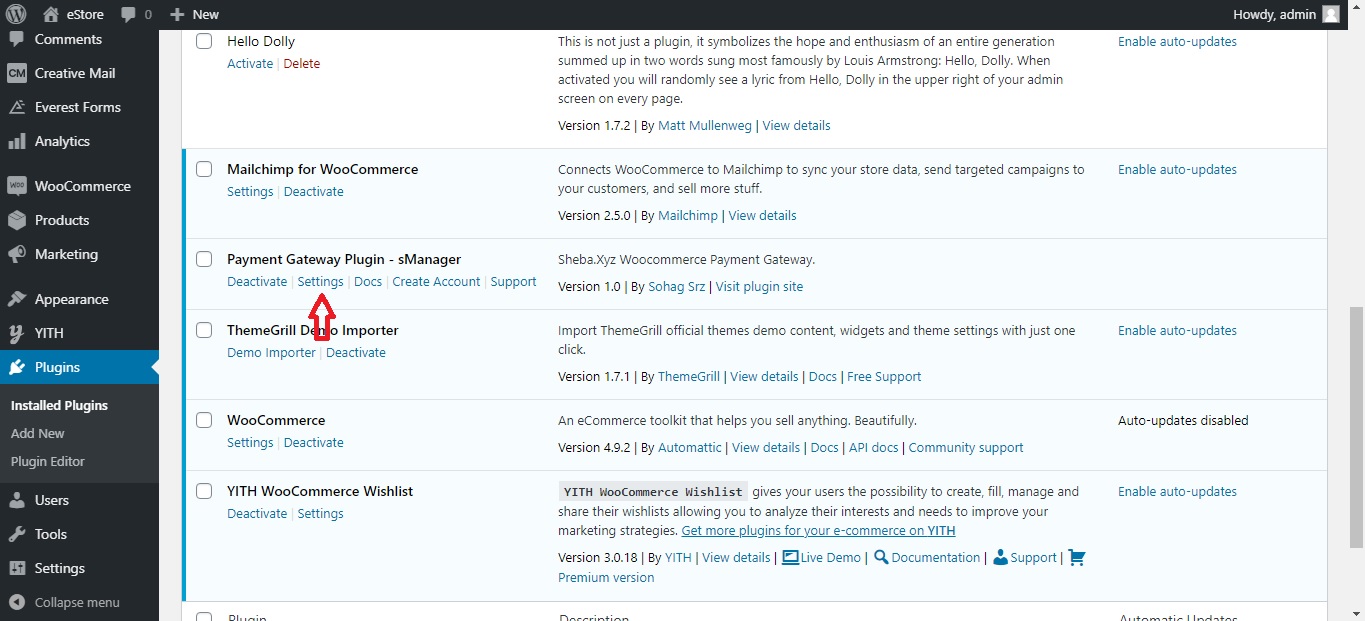 eStore 0 New Howdy, admin
Comments
Creative Mail
Everest Forms
Analytics
WooCommerce
Products
Marketing
Appearance
YITH
Plugins
Installed Plugins
Add New
Plugin Editor
Users
Tools
Settings
Collapse menu
Hello Dolly
Activate | Delete
This is not just a plugin, it symbolizes the hope and enthusiasm of an entire generation
summed up in two words sung most famously by Louis Armstrong: Hello, Dolly. When
activated you will randomly see a lyric from Hello, Dolly in the upper right of your admin
screen on every page.
Version 1.7.2 | By Matt Mullenweg | View details
Enable auto-updates
Mailchimp for WooCommerce
Settings | Deactivate
Connects WooCommerce to Mailchimp to sync your store data, send targeted campaigns to
your customers, and sell more stuff.
Version 2.5.0 | By Mailchimp | View details
Enable auto-updates
Payment Gateway Plugin - sManager
Deactivate | Settings | Docs | Create Account | Support
Sheba.Xyz Woocommerce Payment Gateway.
Version 1.0 | By Sohag Srz | Visit plugin site
ThemeGrill Demo Importer
Demo Importer | Deactivate
Import ThemeGrill official themes demo content, widgets and theme settings with just one
click.
Version 1.7.1 | By ThemeGrill | View details | Docs | Free Support
Enable auto-updates
WooCommerce
Settings | Deactivate
An eCommerce toolkit that helps you sell anything. Beautifully.
Version 4.9.2 | By Automattic | View details | Docs | API docs | Community support
Auto-updates disabled
YITH WooCommerce Wishlist
Deactivate | Settings
YITH WooCommerce Wishlist gives your users the possibility to create, fill, manage and
share their wishlists allowing you to analyze their interests and needs to improve your
marketing strategies. Get more plugins for your e-commerce on YITH
Version 3.0.18 | By YITH | View details | Live Demo | Documentation | Support |
Premium version
Enable auto-updates
Plugin Description Automatic Updates